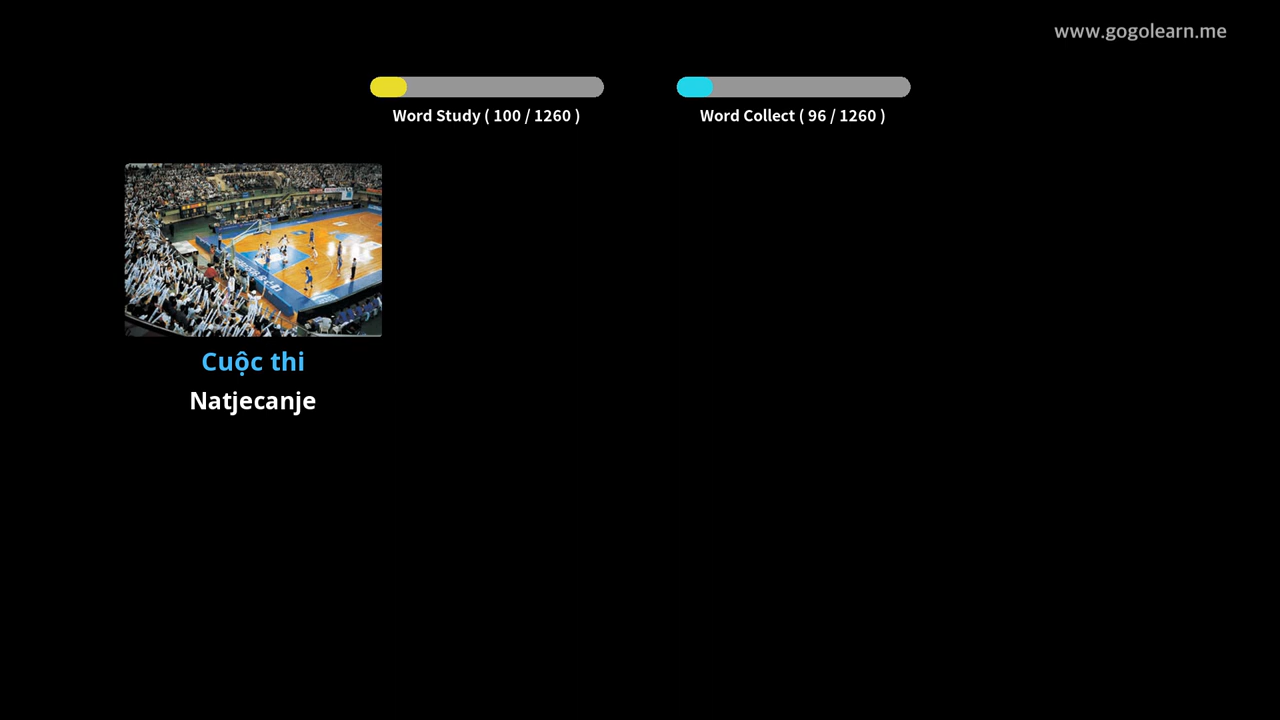 www.gogolearn.me
Word Study ( 100 / 1260 )
Word Collect ( 96 / 1260 )
Cuộc thi
Natjecanje